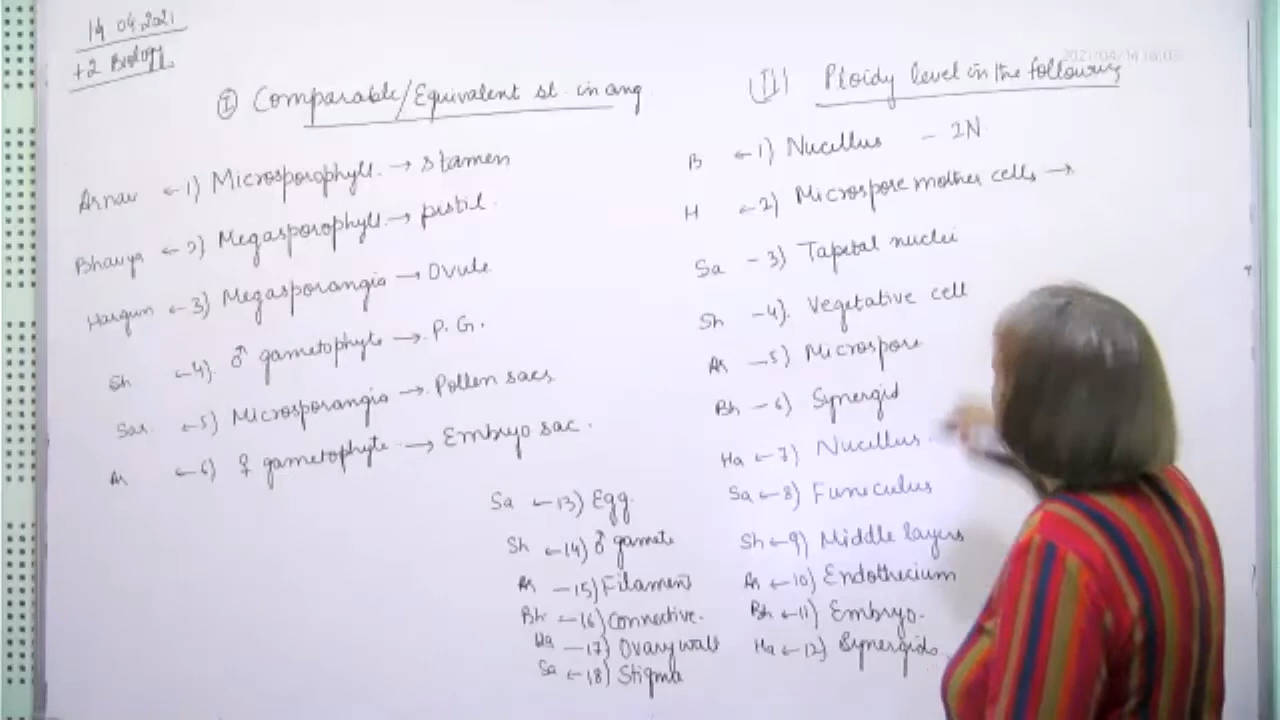 14 04.2021
+2 Biology
I Comparable/Equivalent st. in ang
Arnav ← 1) Microsporophyll. → stamen
Bhavya ← 2) Megasporophyll → pistil.
Hargun ← 3) Megasporangia → Ovule
Sh ← 4) ♂ gametophyte → P.G.
Sar ← 5) Microsporangia → Pollen sacs
Ar ← 6) ♀ gametophyte → Embryo sac.
II) Ploidy level in the following
B ← 1) Nucellus - 2N
H ← 2) Microspore mother cells →
Sa - 3) Tapetal nuclei
Sh - 4). Vegetative cell
Ar - 5) Microspore
Bh - 6) Synergid
Ha ← 7) Nucellus.
Sa ← 8) Funiculus
Sh ← 9) Middle layers
Ar ← 10) Endothecium
Bh ← 11) Embryo.
Ha ← 12) Synergids
Sa ← 13) Egg.
Sh ← 14) ♂ gamete
Ar - 15) Filament
Bh - 16) Connective.
Ha - 17) Ovary wall
Sa ← 18) Stigma